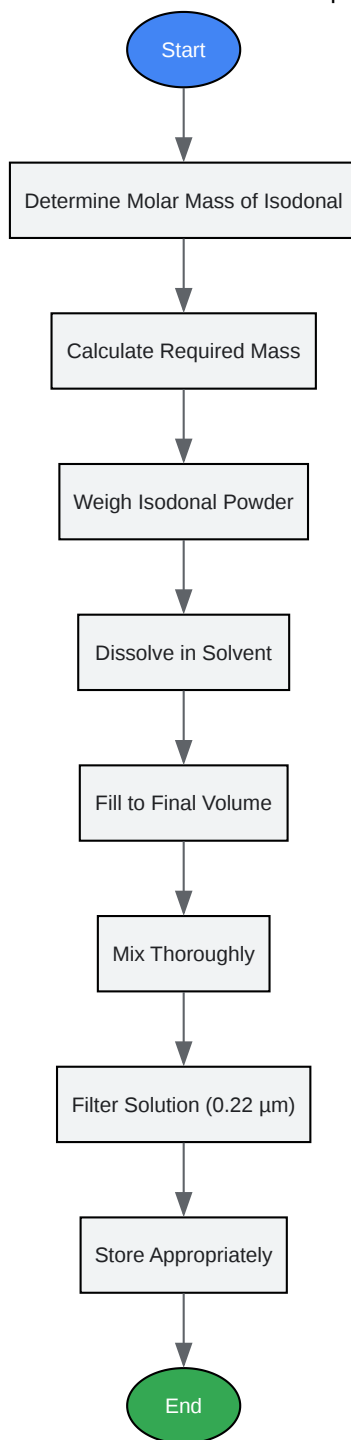 Start
Determine Molar Mass of Isodonal
Calculate Required Mass
Weigh Isodonal Powder
Dissolve in Solvent
Fill to Final Volume
Mix Thoroughly
Filter Solution (0.22 µm)
Store Appropriately
End